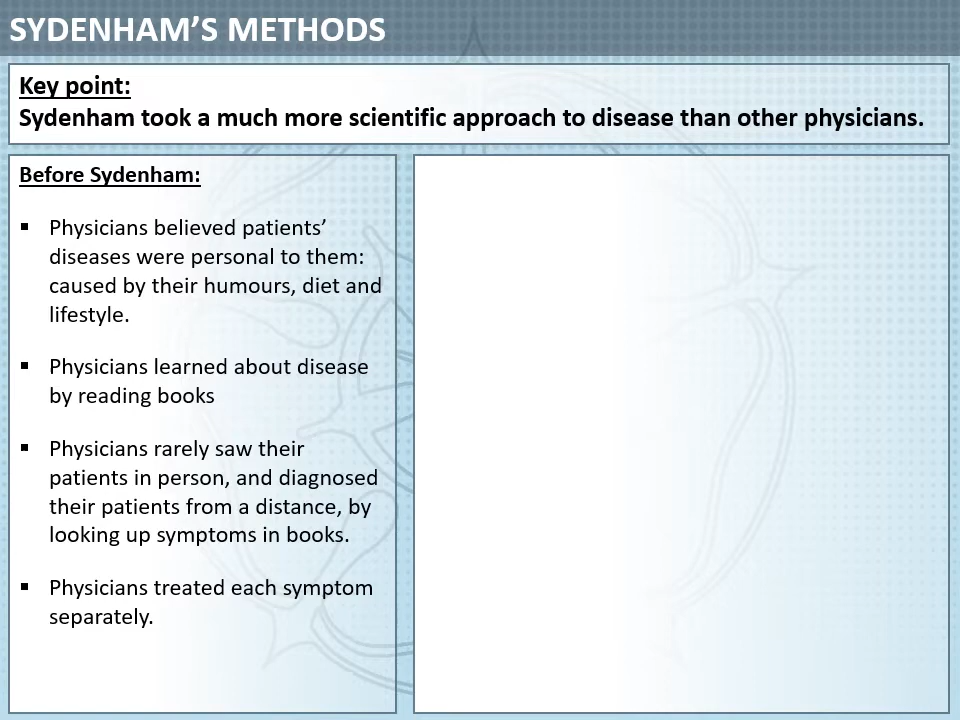 SYDENHAM’S METHODS
Key point:
Sydenham took a much more scientific approach to disease than other physicians.
Before Sydenham:
▪ Physicians believed patients’
diseases were personal to them:
caused by their humours, diet and
lifestyle.
▪ Physicians learned about disease
by reading books
▪ Physicians rarely saw their
patients in person, and diagnosed
their patients from a distance, by
looking up symptoms in books.
▪ Physicians treated each symptom
separately.